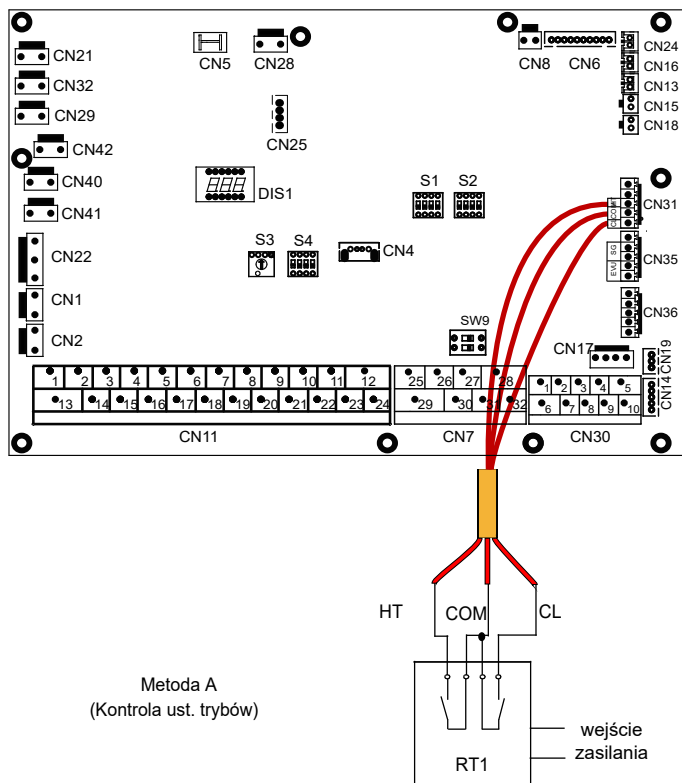 CN21
CN32
CN29
CN42
CN40
CN41
CN22
CN1
CN2
CN5
CN28
CN25
DIS1
S1
S2
S3
S4
CN4
SW9
CN8
CN6
CN24
CN16
CN13
CN15
CN18
CN31
COM
CL
SG
EVU
CN35
CN36
CN17
CN19
CN14
1 2 3 4 5 6 7 8 9 10 11 12
13 14 15 16 17 18 19 20 21 22 23 24
CN11
25 26 27 28
29 30 31 32
CN7
1 2 3 4 5
6 7 8 9 10
CN30
HT
COM
CL
Metoda A
(Kontrola ust. trybów)
RT1
wejście
zasilania